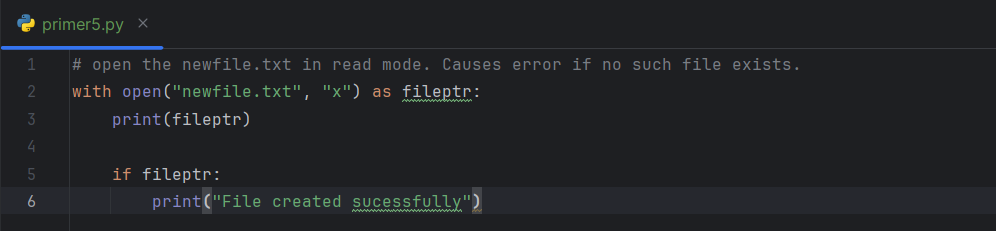 primer5.py
1 # open the newfile.txt in read mode. Causes error if no such file exists.
2 with open("newfile.txt", "x") as fileptr:
3     print(fileptr)
4
5     if fileptr:
6         print("File created sucessfully")